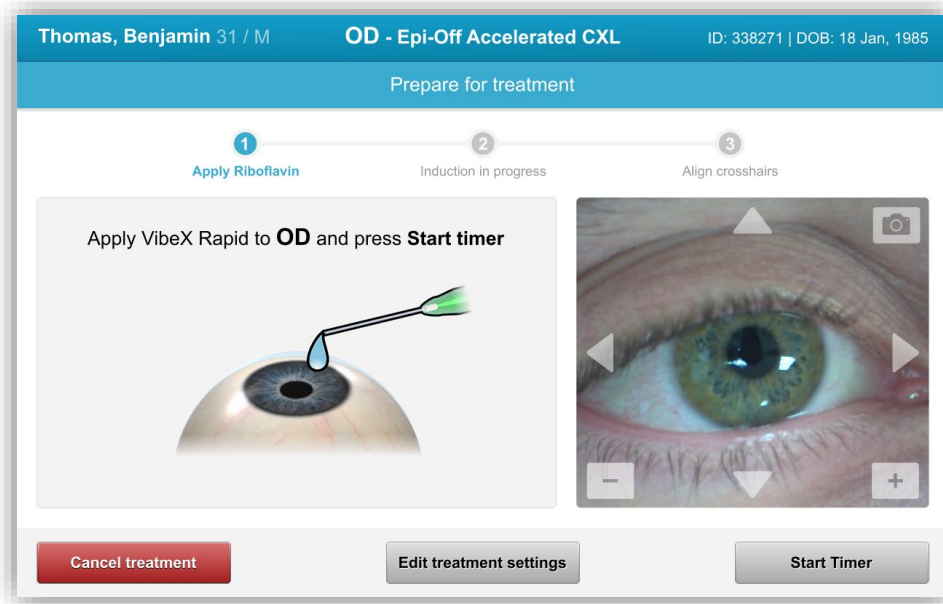 Thomas, Benjamin 31 / M OD - Epi-Off Accelerated CXL ID: 338271 | DOB: 18 Jan, 1985
Prepare for treatment
1 2 3
Apply Riboflavin Induction in progress Align crosshairs
Apply VibeX Rapid to OD and press Start timer
- +
Cancel treatment Edit treatment settings Start Timer